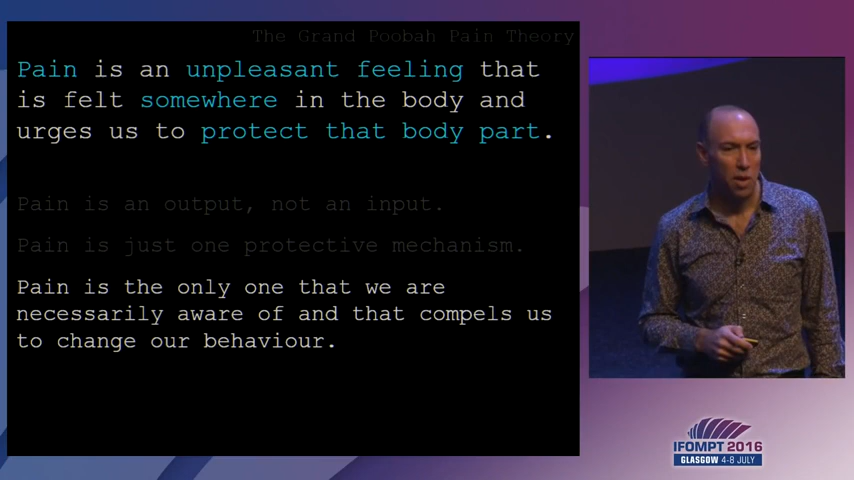 The Grand Poobah Pain Theory
Pain is an unpleasant feeling that
is felt somewhere in the body and
urges us to protect that body part.
Pain is an output, not an input.
Pain is just one protective mechanism.
Pain is the only one that we are
necessarily aware of and that compels us
to change our behaviour.
IFOMPT 2016
GLASGOW 4-8 JULY